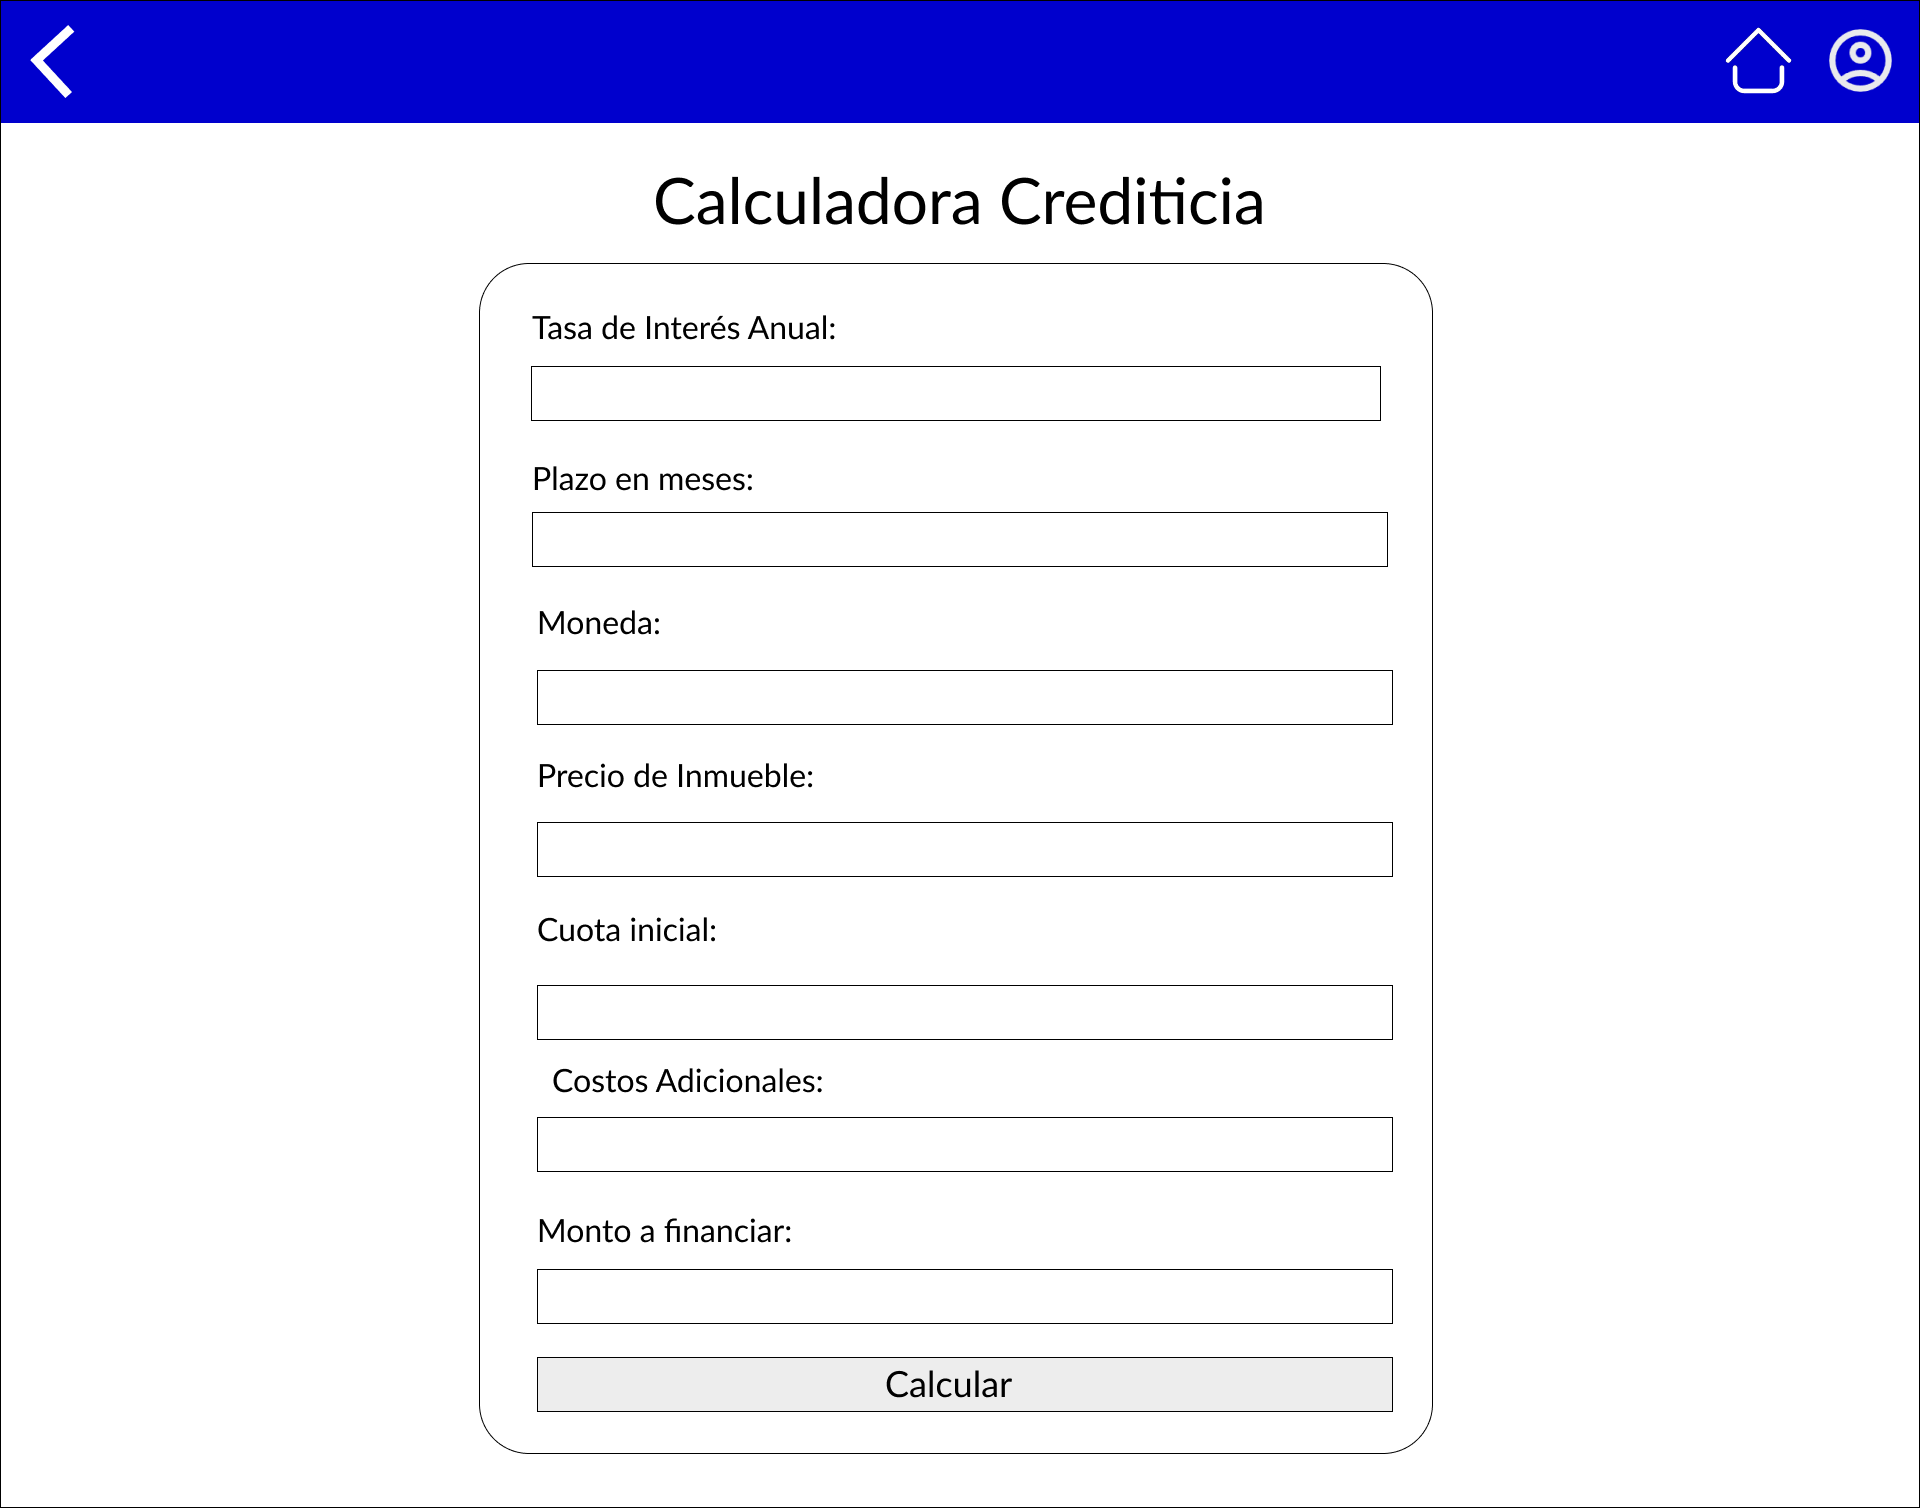 Calculadora Crediticia
Tasa de Interés Anual:
Plazo en meses:
Moneda:
Precio de Inmueble:
Cuota inicial:
Costos Adicionales:
Monto a financiar:
Calcular